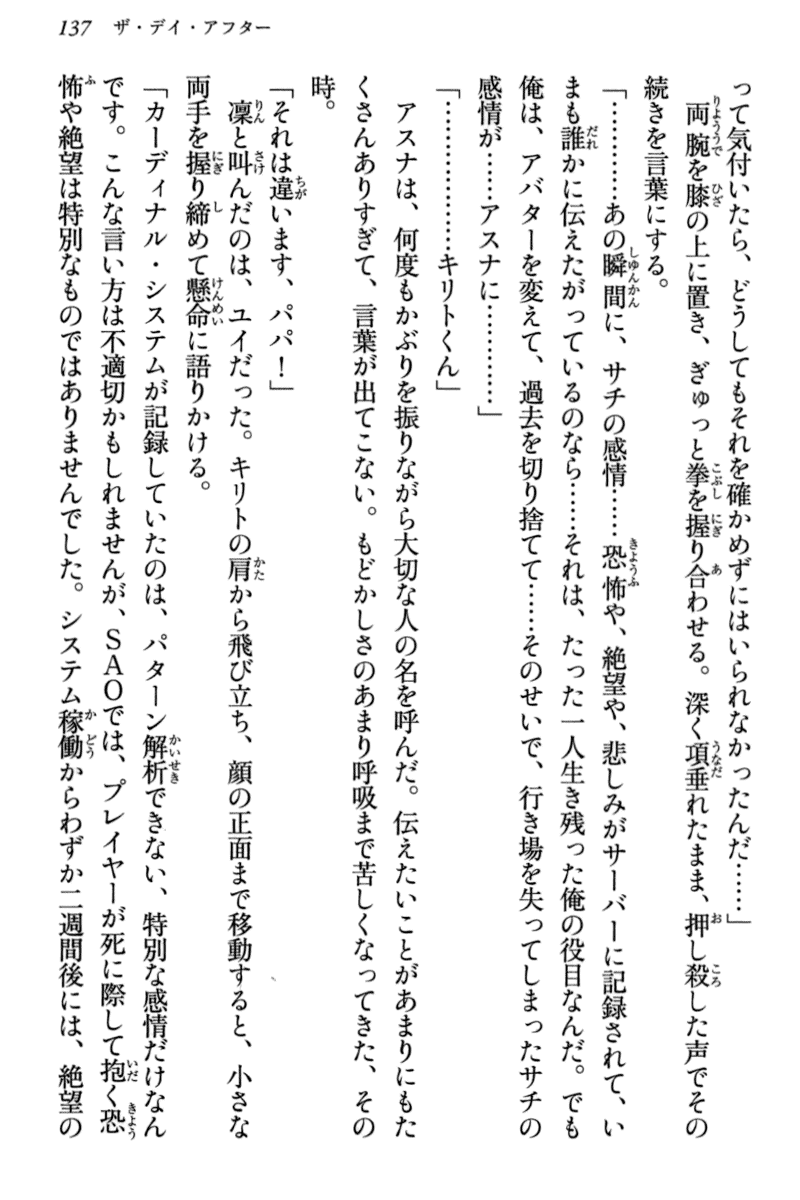 137 ザ・デイ・アフター
って気付いたら、どうしてもそれを確かめずにはいられなかったんだ……」
両腕を膝の上に置き、ぎゅっと拳を握り合わせる。深く項垂れたまま、押し殺した声でその
続きを言葉にする。
「…………あの瞬間に、サチの感情……恐怖や、絶望や、悲しみがサーバーに記録されて、い
まも誰かに伝えたがっているのなら……それは、たった一人生き残った俺の役目なんだ。でも
俺は、アバターを変えて、過去を切り捨てて……そのせいで、行き場を失ってしまったサチの
感情が……アスナに…………」
「………………キリトくん」
アスナは、何度もかぶりを振りながら大切な人の名を呼んだ。伝えたいことがあまりにもた
くさんありすぎて、言葉が出てこない。もどかしさのあまり呼吸まで苦しくなってきた、その
時。
「それは違います、パパ！」
凛と叫んだのは、ユイだった。キリトの肩から飛び立ち、顔の正面まで移動すると、小さな
両手を握り締めて懸命に語りかける。
「カーディナル・システムが記録していたのは、パターン解析できない、特別な感情だけなん
です。こんな言い方は不適切かもしれませんが、SAOでは、プレイヤーが死に際して抱く恐
怖や絶望は特別なものではありませんでした。システム稼働からわずか二週間後には、絶望の